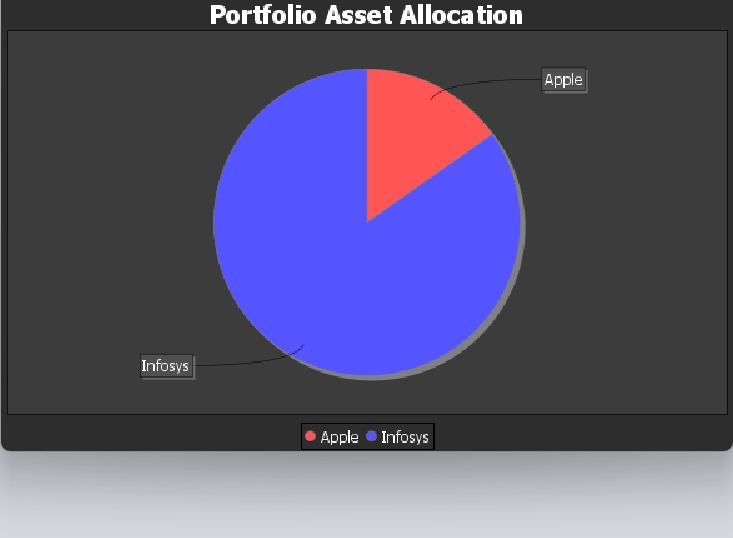 Portfolio Asset Allocation
Apple
Infosys
Apple Infosys